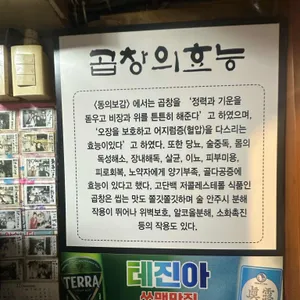 곱창의효능
<동의보감> 에서는 곱창을 '정력과 기운을
돋우고 비장과 위를 튼튼히 해준다' 고 하였으며,
'오장을 보호하고 어지럼증(혈압)을 다스리는
효능이있다' 고 하였다. 또한 당뇨, 술중독, 몸의
독성해소, 장내해독, 살균, 이뇨, 피부미용,
피로회복, 노약자에게 양기부족, 골다공증에
효능이 있다고 했다. 고단백 저콜레스테롤 식품인
곱창은 씹는 맛도 쫄깃쫄깃하며 술 안주시 분해
작용이 뛰어나 위벽보호, 알코올분해, 소화촉진
등의 작용도 있다.
테진아
쏘맥맛집
TERRA